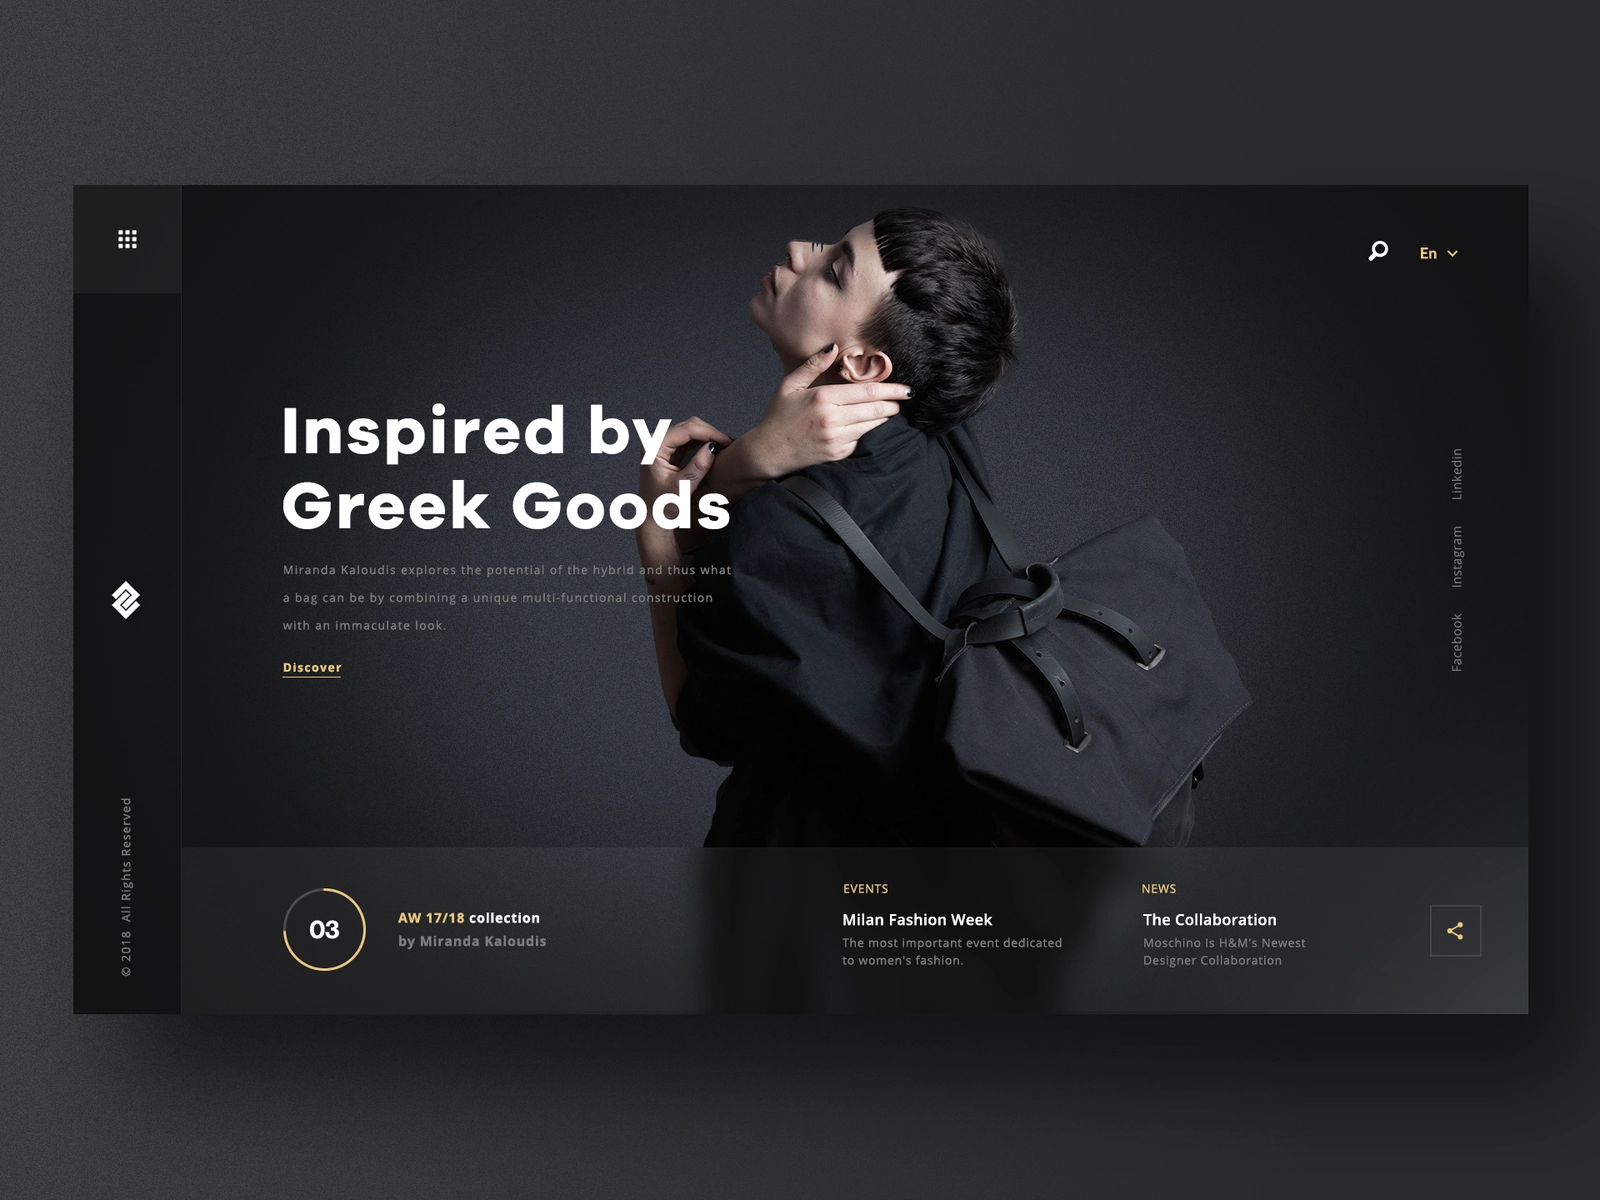 En
Inspired by
Greek Goods
Miranda Kaloudis explores the potential of the hybrid and thus what
a bag can be by combining a unique multi-functional construction
with an immaculate look.
Discover
Linkedin
Instagram
Facebook
© 2018 All Rights Reserved
03
AW 17/18 collection
by Miranda Kaloudis
EVENTS
Milan Fashion Week
The most important event dedicated
to women's fashion.
NEWS
The Collaboration
Moschino Is H&M's Newest
Designer Collaboration